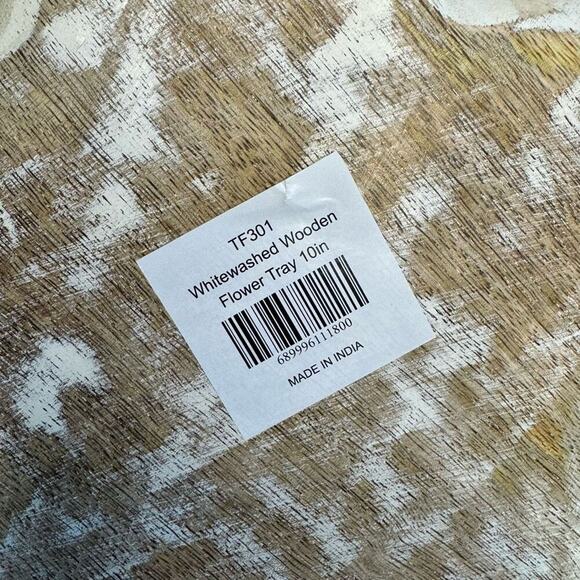 TF301
Whitewashed Wooden
Flower Tray 10in
689996111800
MADE IN INDIA